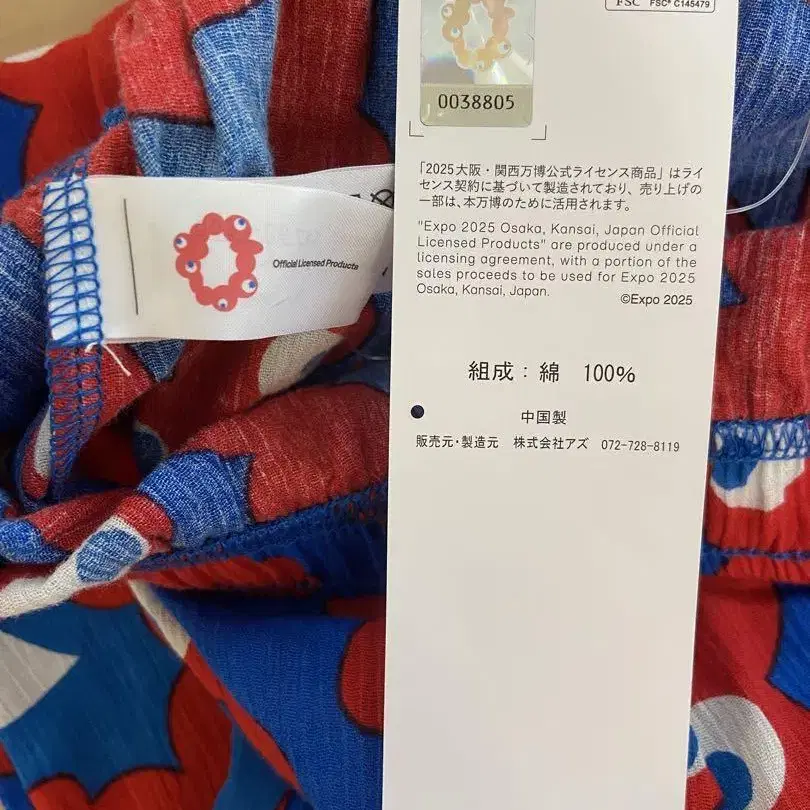 FSC FSC® C145479
0038805
「2025大阪・関西万博公式ライセンス商品」はライ
センス契約に基づいて製造されており、売り上げの
一部は、本万博のために活用されます。
"Expo 2025 Osaka, Kansai, Japan Official
Licensed Products" are produced under a
licensing agreement, with a portion of the
sales proceeds to be used for Expo 2025
Osaka, Kansai, Japan.
©Expo 2025
組成：綿 100%
中国製
販売元・製造元 株式会社アズ 072-728-8119
Official Licensed Products